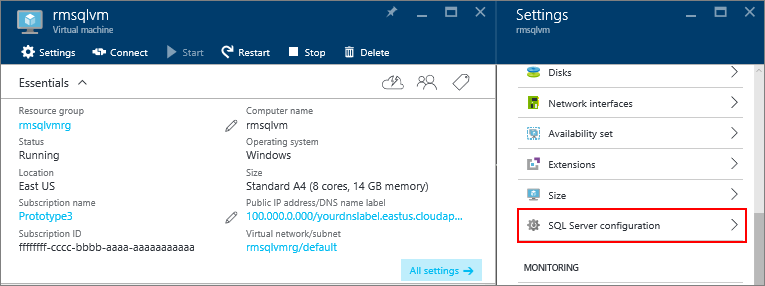 rmsqlvm
Virtual machine
Settings Connect Start Restart Stop Delete
Essentials
Resource group
rmsqlvmrg
Status
Running
Location
East US
Subscription name
Prototype3
Subscription ID
ffffffff-cccc-bbbb-aaaa-aaaaaaaaaaa
Computer name
rmsqlvm
Operating system
Windows
Size
Standard A4 (8 cores, 14 GB memory)
Public IP address/DNS name label
100.000.0.000/yourdnslabel.eastus.cloudap...
Virtual network/subnet
rmsqlvmrg/default
All settings →
Settings
rmsqlvm
Disks
Network interfaces
Availability set
Extensions
Size
SQL Server configuration
MONITORING